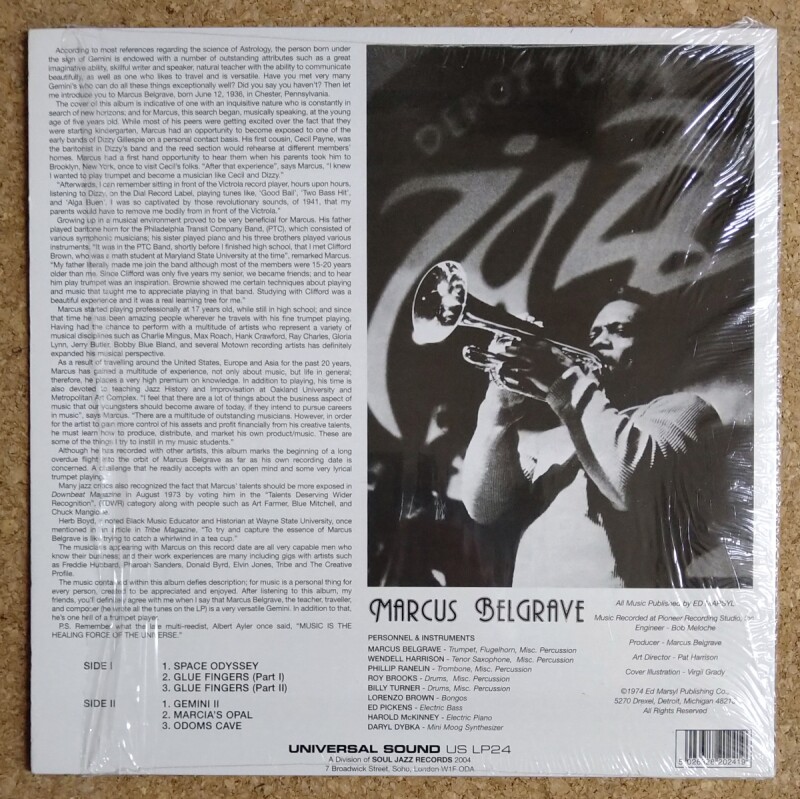 According to most references regarding the science of Astrology, the person born under
the sign of Gemini is endowed with a number of outstanding attributes such as a great
imaginative ability, skillful writer and speaker, natural teacher with the ability to communicate
beautifully, as well as one who likes to travel and is versatile. Have you met very many
Gemini's who can do all these things exceptionally well? Did you say you haven't? Then let
me introduce you to Marcus Belgrave, born June 12, 1936, in Chester, Pennsylvania.
The cover of this album is indicative of one with an inquisitive nature who is constantly in
search of new horizons; and for Marcus, this search began, musically speaking, at the young
age of five years old. While most of his peers were getting excited over the fact that they
were starting kindergarten, Marcus had an opportunity to become exposed to one of the
early bands of Dizzy Gillespie on a personal contact basis. His first cousin, Cecil Payne, was
the baritonist in Dizzy's band and the reed section would rehearse at different members'
homes. Marcus had a first hand opportunity to hear them when his parents took him to
Brooklyn, New York, once to visit Cecil's folks. "After that experience", says Marcus, "I knew
I wanted to play trumpet and become a musician like Cecil and Dizzy."
"Afterwards, I can remember sitting in front of the Victrola record player, hours upon hours,
listening to Dizzy, on the Dial Record Label, playing tunes like, 'Good Bait', 'Two Bass Hit',
and 'Alga Buen'. I was so captivated by those revolutionary sounds, of 1941, that my
parents would have to remove me bodily from in front of the Victrola."
Growing up in a musical environment proved to be very beneficial for Marcus. His father
played baritone horn for the Philadelphia Transit Company Band, (PTC), which consisted of
various symphonic musicians; his sister played piano and his three brothers played various
instruments. "It was in the PTC Band, shortly before I finished high school, that I met Clifford
Brown, who was a math student at Maryland State University at the time", remarked Marcus.
"My father literally made me join the band although most of the members were 15-20 years
older than me. Since Clifford was only five years my senior, we became friends; and to hear
him play trumpet was an inspiration. Brownie showed me certain techniques about playing
and music that taught me to appreciate playing in that band. Studying with Clifford was a
beautiful experience and it was a real learning tree for me."
Marcus started playing professionally at 17 years old, while still in high school; and since
that time he has been amazing people wherever he travels with his fine trumpet playing.
Having had the chance to perform with a multitude of artists who represent a variety of
musical disciplines such as Charlie Mingus, Max Roach, Hank Crawford, Ray Charles, Gloria
Lynn, Jerry Butler, Bobby Blue Bland, and several Motown recording artists has definitely
expanded his musical perspective.
As a result of travelling around the United States, Europe and Asia for the past 20 years,
Marcus has gained a multitude of experience, not only about music, but life in general;
therefore, he places a very high premium on knowledge. In addition to playing, his time is
also devoted to teaching Jazz History and Improvisation at Oakland University and
Metropolitan Art Complex. "I feel that there are a lot of things about the business aspect of
music that our youngsters should become aware of today, if they intend to pursue careers
in music", says Marcus. "There are a multitude of outstanding musicians. However, in order
for the artist to gain more control of his assets and profit financially from his creative talents,
he must learn how to produce, distribute, and market his own product/music. These are
some of the things I try to instill in my music students."
Although he has recorded with other artists, this album marks the beginning of a long
overdue flight into the orbit of Marcus Belgrave as far as his own recording date is
concerned. A challenge that he readily accepts with an open mind and some very lyrical
trumpet playing.
Many jazz critics also recognized the fact that Marcus' talents should be more exposed in
Downbeat Magazine in August 1973 by voting him in the "Talents Deserving Wider
Recognition", (TDWR) category along with people such as Art Farmer, Blue Mitchell, and
Chuck Mangione.
Herb Boyd, a noted Black Music Educator and Historian at Wayne State University, once
mentioned in an article in Tribe Magazine, "To try and capture the essence of Marcus
Belgrave is like trying to catch a whirlwind in a tea cup."
The musicians appearing with Marcus on this record date are all very capable men who
know their business; and their work experiences are many including gigs with artists such
as Freddie Hubbard, Pharoah Sanders, Donald Byrd, Elvin Jones, Tribe and The Creative
Profile.
The music contained within this album defies description; for music is a personal thing for
every person, created to be appreciated and enjoyed. After listening to this album, my
friends, you'll definitely agree with me when I say that Marcus Belgrave, the teacher, traveller,
and composer (he wrote all the tunes on the LP) is a very versatile Gemini. In addition to that,
he's one hell of a trumpet player.
P.S. Remember what the late multi-reedist, Albert Ayler once said, "MUSIC IS THE
HEALING FORCE OF THE UNIVERSE."
SIDE I 1. SPACE ODYSSEY
2. GLUE FINGERS (Part I)
3. GLUE FINGERS (Part II)
SIDE II 1. GEMINI II
2. MARCIA'S OPAL
3. ODOMS CAVE
Jazz
MARCUS BELGRAVE
PERSONNEL & INSTRUMENTS
MARCUS BELGRAVE - Trumpet, Flugelhorn, Misc. Percussion
WENDELL HARRISON - Tenor Saxophone, Misc. Percussion
PHILLIP RANELIN - Trombone, Misc. Percussion
ROY BROOKS - Drums, Misc. Percussion
BILLY TURNER - Drums, Misc. Percussion
LORENZO BROWN - Bongos
ED PICKENS - Electric Bass
HAROLD McKINNEY - Electric Piano
DARYL DYBKA - Mini Moog Synthesizer
All Music Published by ED MARSYL
Music Recorded at Pioneer Recording Studio,
Engineer - Bob Meloche
Producer - Marcus Belgrave
Art Director - Pat Harrison
Cover Illustration - Virgil Grady
©1974 Ed Marsyl Publishing Co.,
5270 Drexel, Detroit, Michigan 48213
All Rights Reserved
UNIVERSAL SOUND US LP24
A Division of SOUL JAZZ RECORDS 2004
7 Broadwick Street, Soho, London W1F ODA